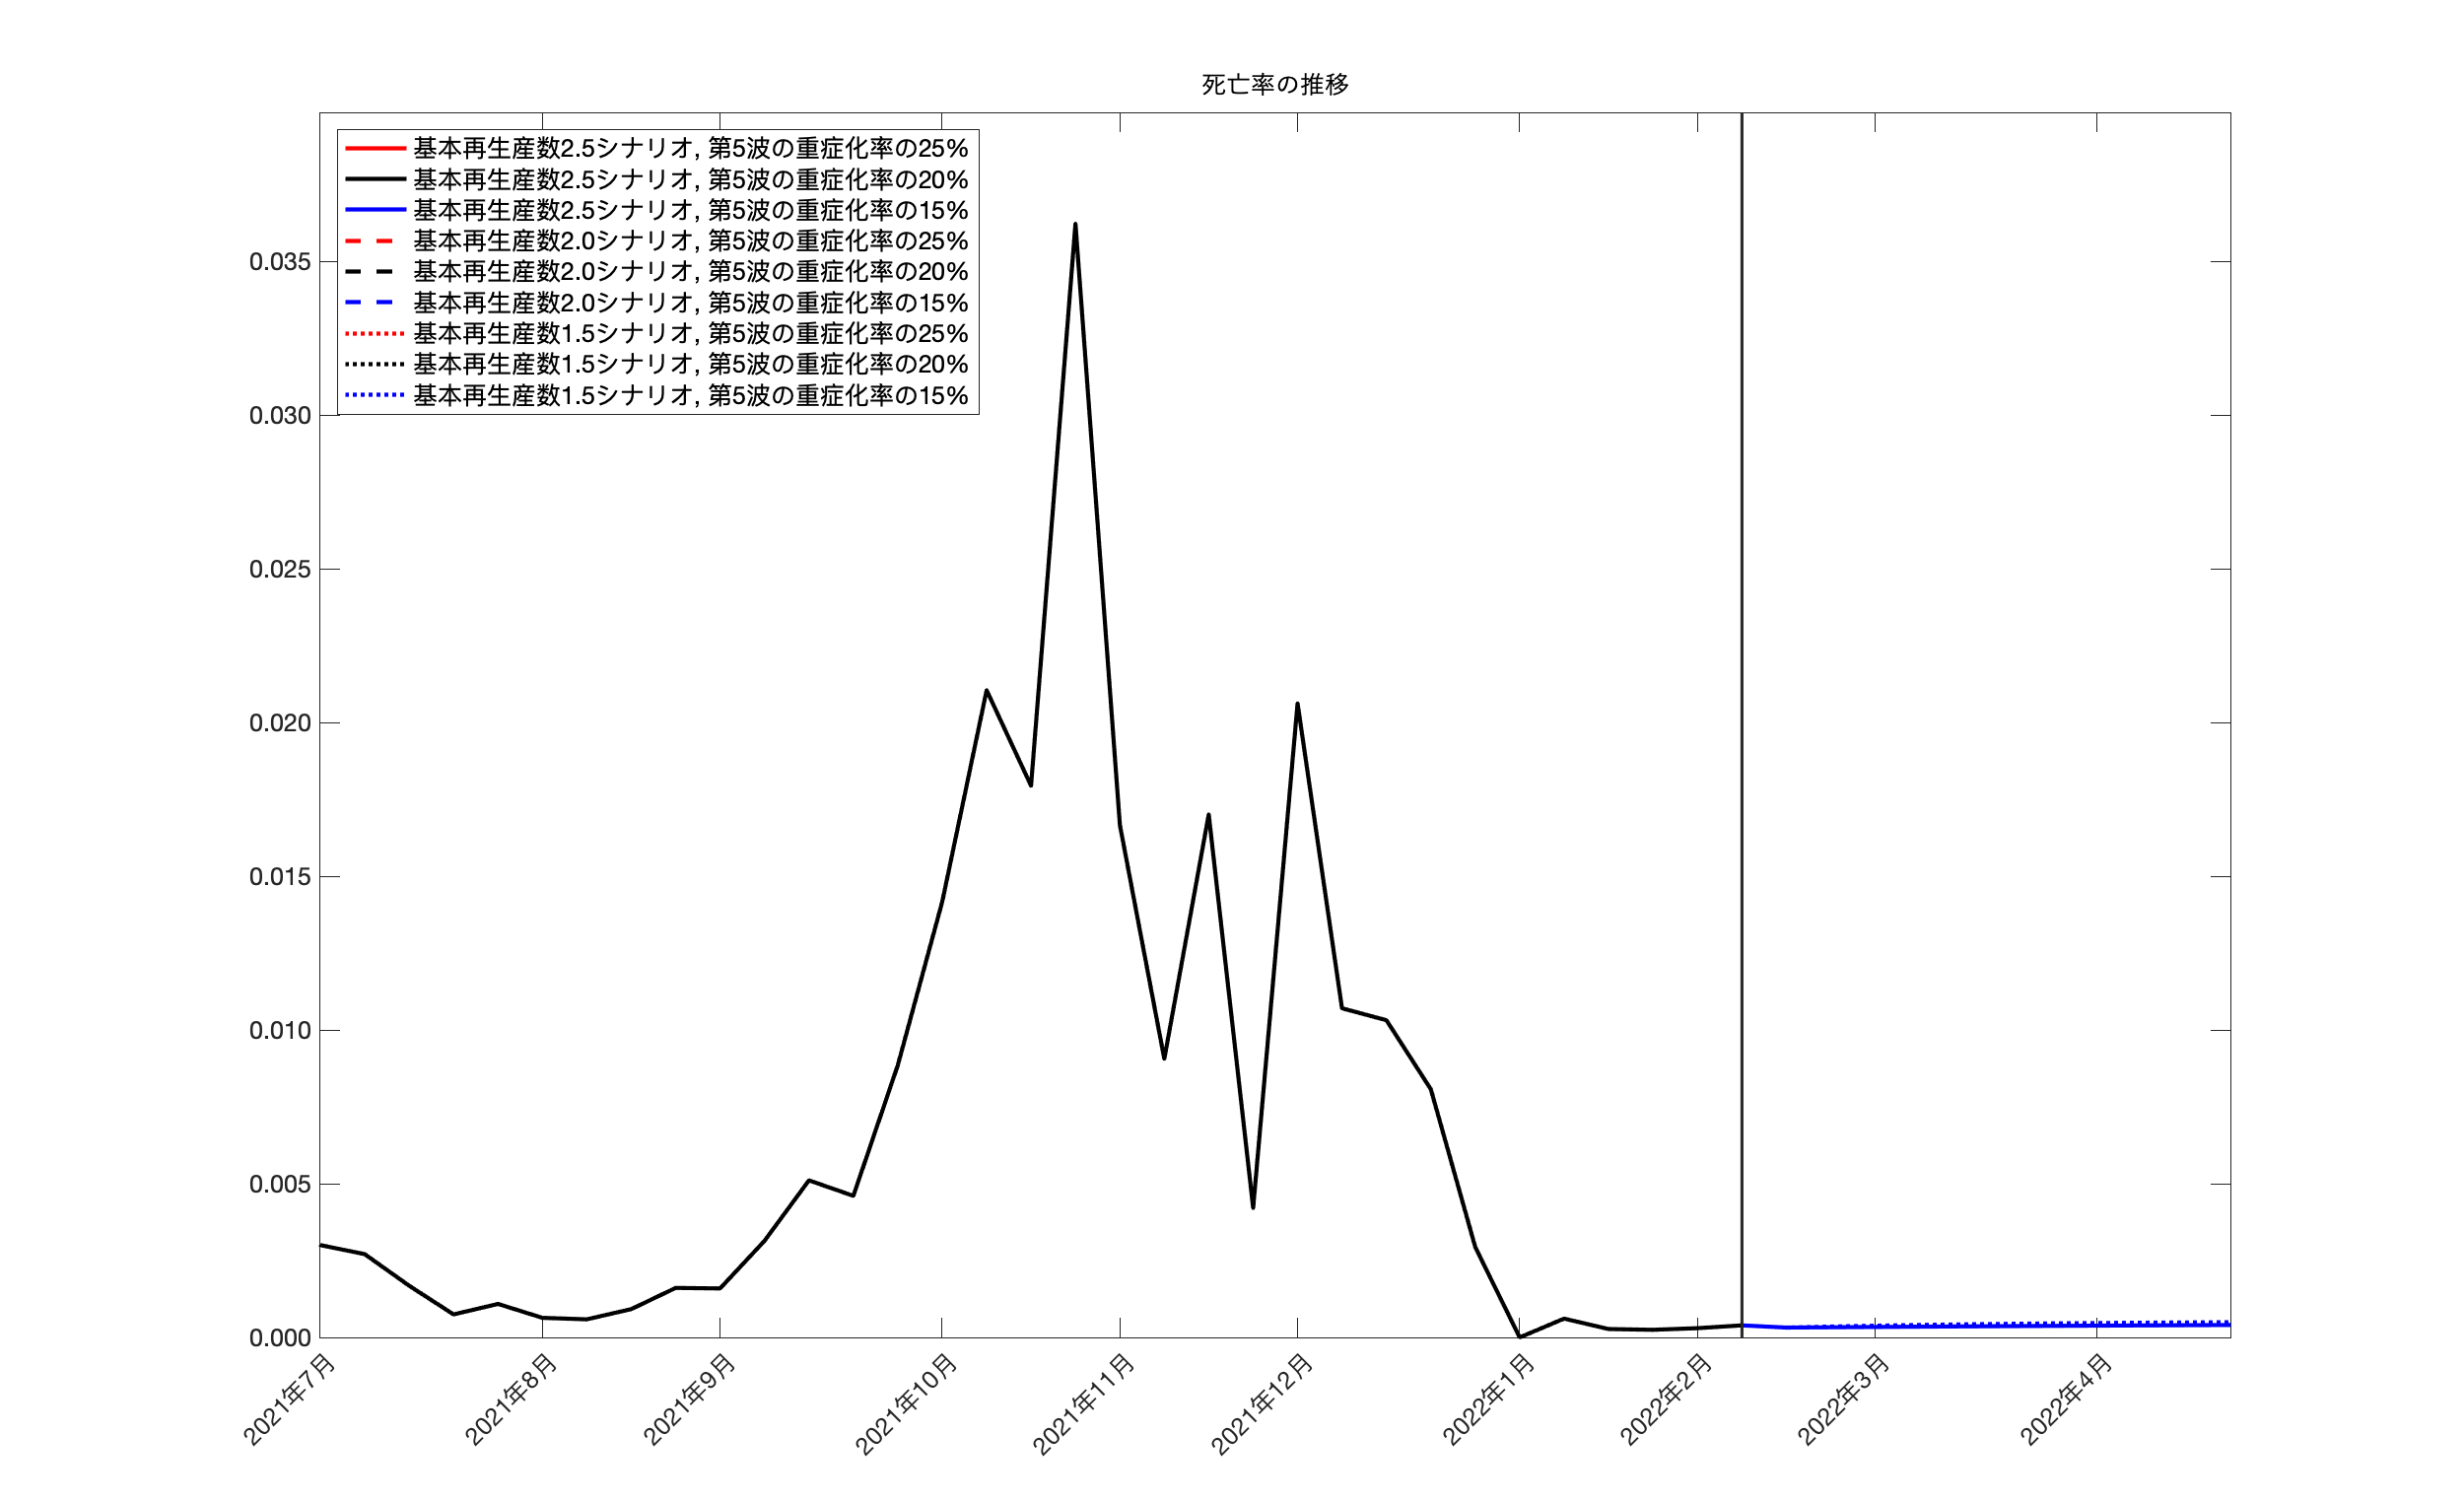 死亡率の推移
基本再生産数2.5シナリオ, 第5波の重症化率の25%
基本再生産数2.5シナリオ, 第5波の重症化率の20%
基本再生産数2.5シナリオ, 第5波の重症化率の15%
基本再生産数2.0シナリオ, 第5波の重症化率の25%
基本再生産数2.0シナリオ, 第5波の重症化率の20%
基本再生産数2.0シナリオ, 第5波の重症化率の15%
基本再生産数1.5シナリオ, 第5波の重症化率の25%
基本再生産数1.5シナリオ, 第5波の重症化率の20%
基本再生産数1.5シナリオ, 第5波の重症化率の15%
0.035
0.030
0.025
0.020
0.015
0.010
0.005
0.000
2021年7月
2021年8月
2021年9月
2021年10月
2021年11月
2021年12月
2022年1月
2022年2月
2022年3月
2022年4月